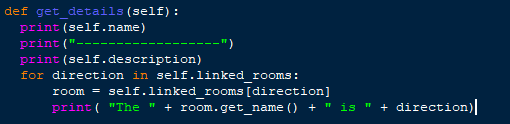 def get_details(self):
print(self.name)
print("------------------")
print(self.description)
for direction in self.linked_rooms:
room = self.linked_rooms[direction]
print( "The " + room.get_name() + " is " + direction)